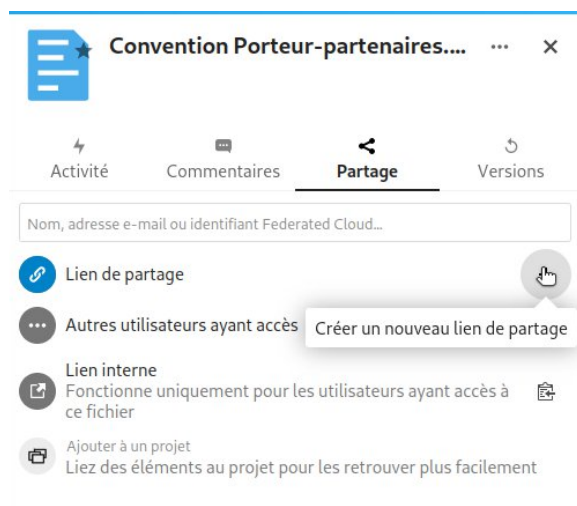 Convention Porteur-partenaires....
Activité
Commentaires
Partage
Versions
Nom, adresse e-mail ou identifiant Federated Cloud...
Lien de partage
Autres utilisateurs ayant accès
Créer un nouveau lien de partage
Lien interne
Fonctionne uniquement pour les utilisateurs ayant accès à
ce fichier
Ajouter à un projet
Liez des éléments au projet pour les retrouver plus facilement